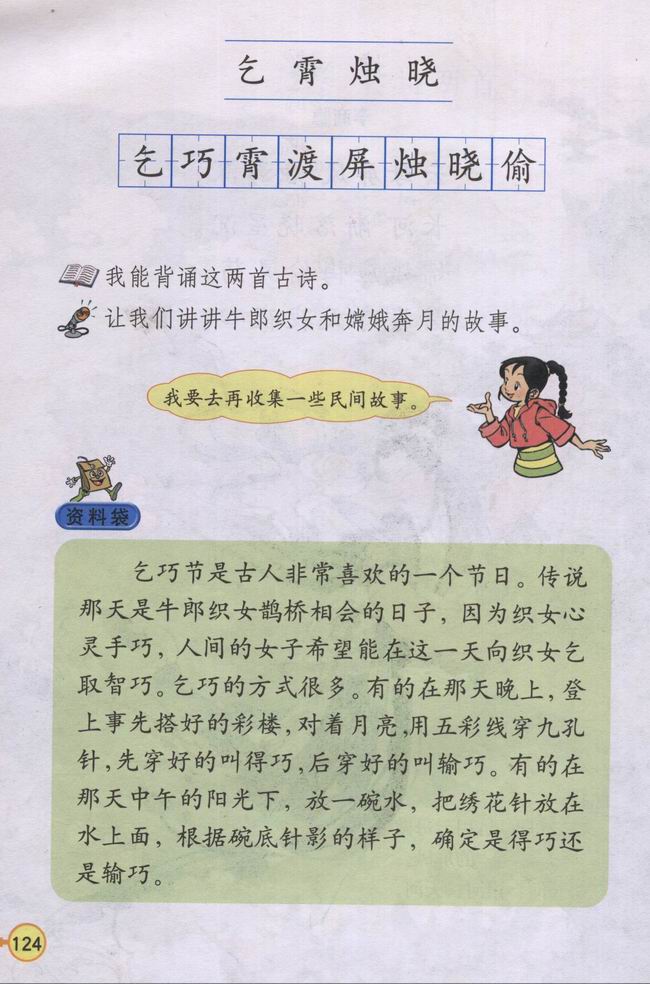 乞 霄 烛 晓
乞巧霄渡屏烛晓偷
我能背诵这两首古诗。
让我们讲讲牛郎织女和嫦娥奔月的故事。
我要去再收集一些民间故事。
资料袋
乞巧节是古人非常喜欢的一个节日。传说
那天是牛郎织女鹊桥相会的日子，因为织女心
灵手巧，人间的女子希望能在这一天向织女乞
取智巧。乞巧的方式很多。有的在那天晚上，登
上事先搭好的彩楼，对着月亮，用五彩线穿九孔
针，先穿好的叫得巧，后穿好的叫输巧。有的在
那天中午的阳光下，放一碗水，把绣花针放在
水上面，根据碗底针影的样子，确定是得巧还
是输巧。
124